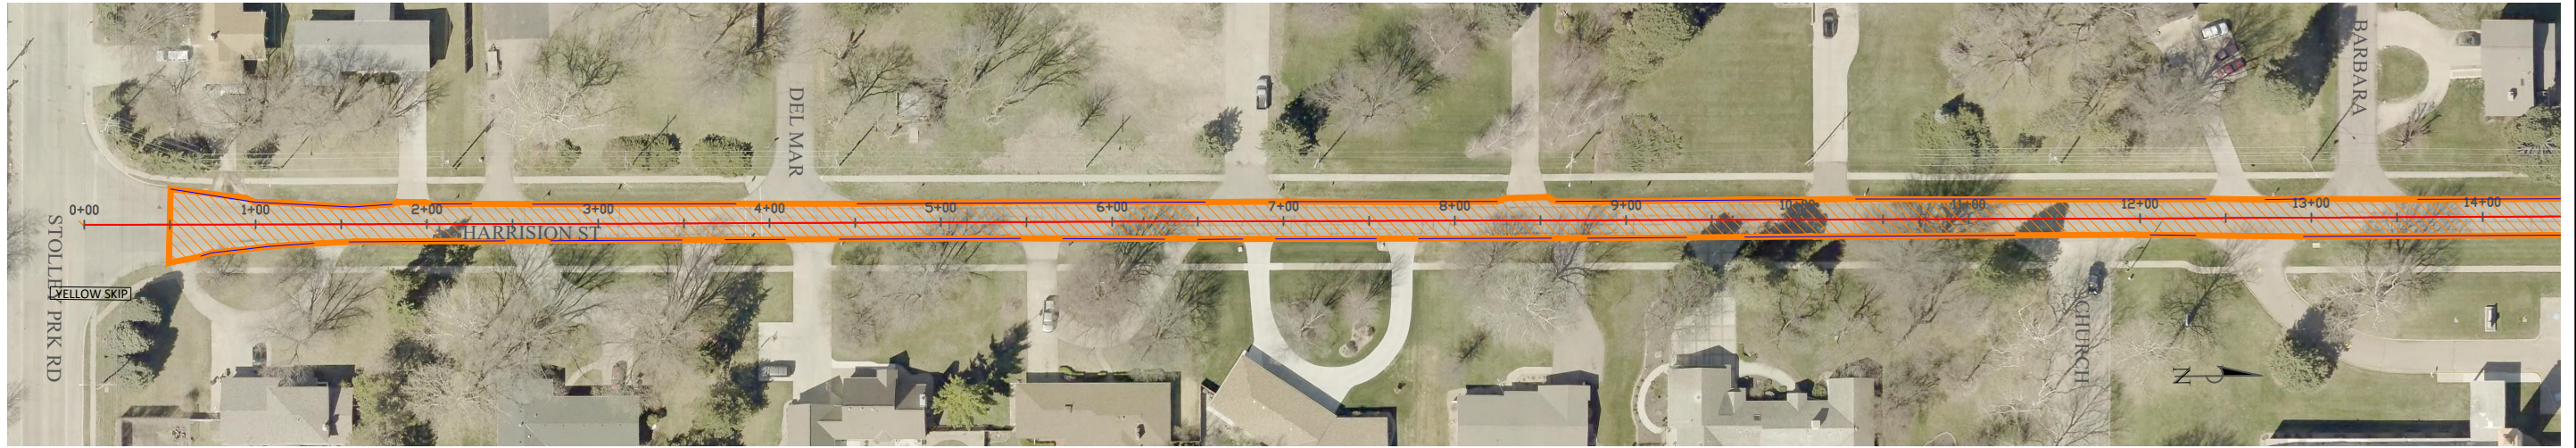 BARBARA
DEL MAR
0+00 1+00 2+00 3+00 4+00 5+00 6+00 7+00 8+00 9+00 10+00 11+00 12+00 13+00 14+00
HARRISION ST
STOLLEY PRK RD
YELLOW SKIP
CHURCH
N